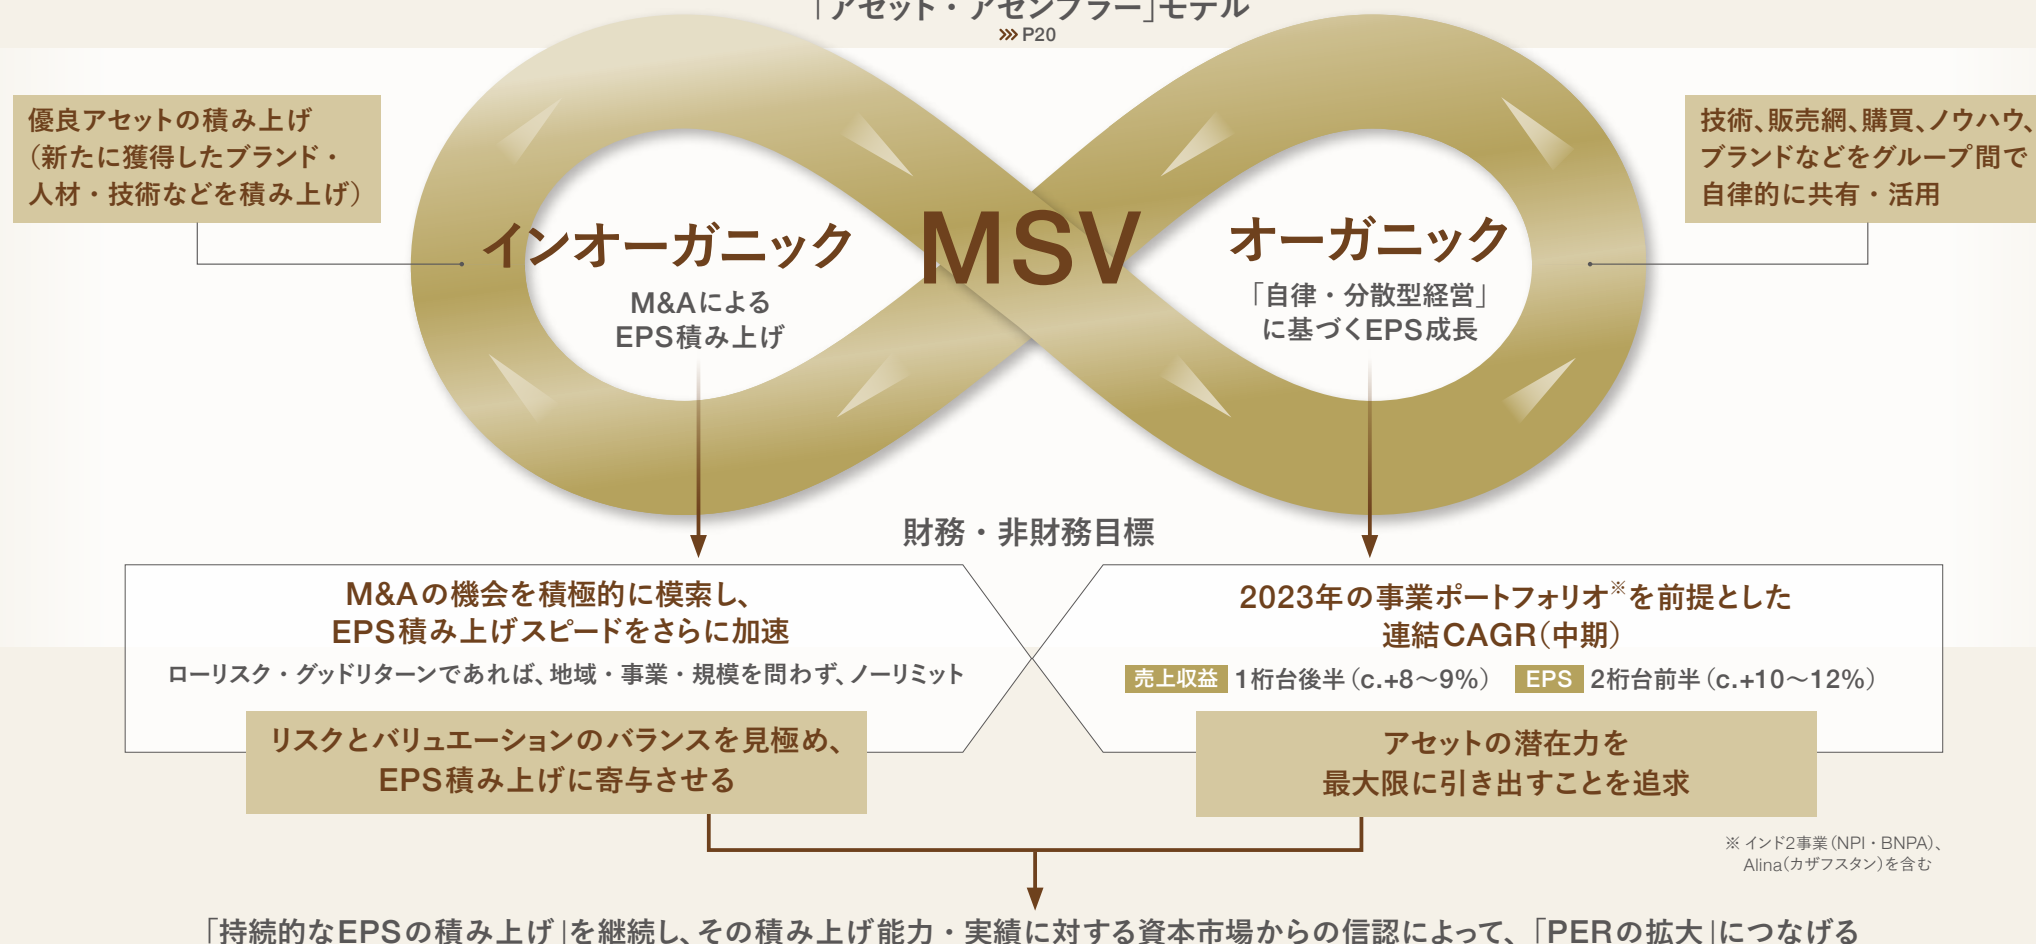 「アセット・アセンブラー」モデル
>>> P20
優良アセットの積み上げ
（新たに獲得したブランド・
人材・技術などを積み上げ）
技術、販売網、購買、ノウハウ、
ブランドなどをグループ間で
自律的に共有・活用
インオーガニック
M&Aによる
EPS積み上げ
MSV
オーガニック
「自律・分散型経営」
に基づくEPS成長
財務・非財務目標
M&Aの機会を積極的に模索し、
EPS積み上げスピードをさらに加速
ローリスク・グッドリターンであれば、地域・事業・規模を問わず、ノーリミット
リスクとバリュエーションのバランスを見極め、
EPS積み上げに寄与させる
2023年の事業ポートフォリオ※を前提とした
連結CAGR（中期）
売上収益 1桁台後半（c.+8～9%） EPS 2桁台前半（c.+10～12%）
アセットの潜在力を
最大限に引き出すことを追求
※ インド2事業（NPI・BNPA）、
Alina（カザフスタン）を含む
「持続的なEPSの積み上げ」を継続し、その積み上げ能力・実績に対する資本市場からの信認によって、「PERの拡大」につなげる